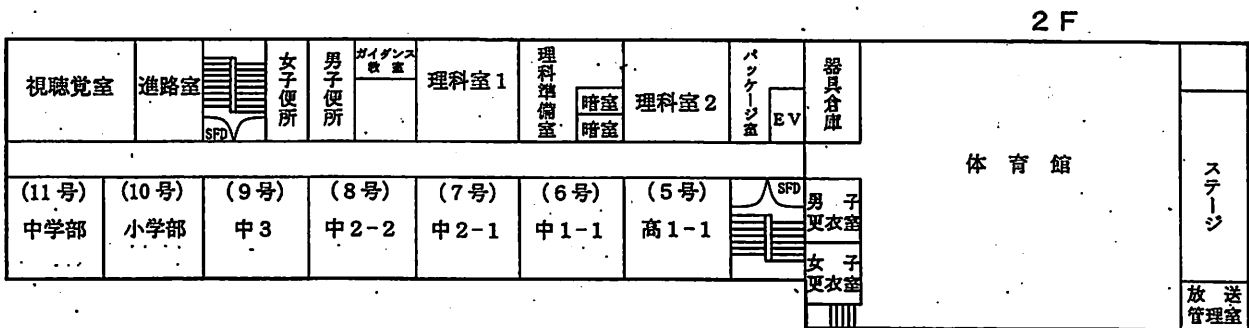 2F
視聴覚室
進路室
SFD
女子便所
男子便所
ガイダンス
教室
理科室1
理科準備室
暗室
暗室
理科室2
パッケージ室
EV
器具倉庫
体育館
ステージ
(11号)
中学部
(10号)
小学部
(9号)
中3
(8号)
中2-2
(7号)
中2-1
(6号)
中1-1
(5号)
高1-1
SFD
男子
更衣室
女子
更衣室
放送
管理室